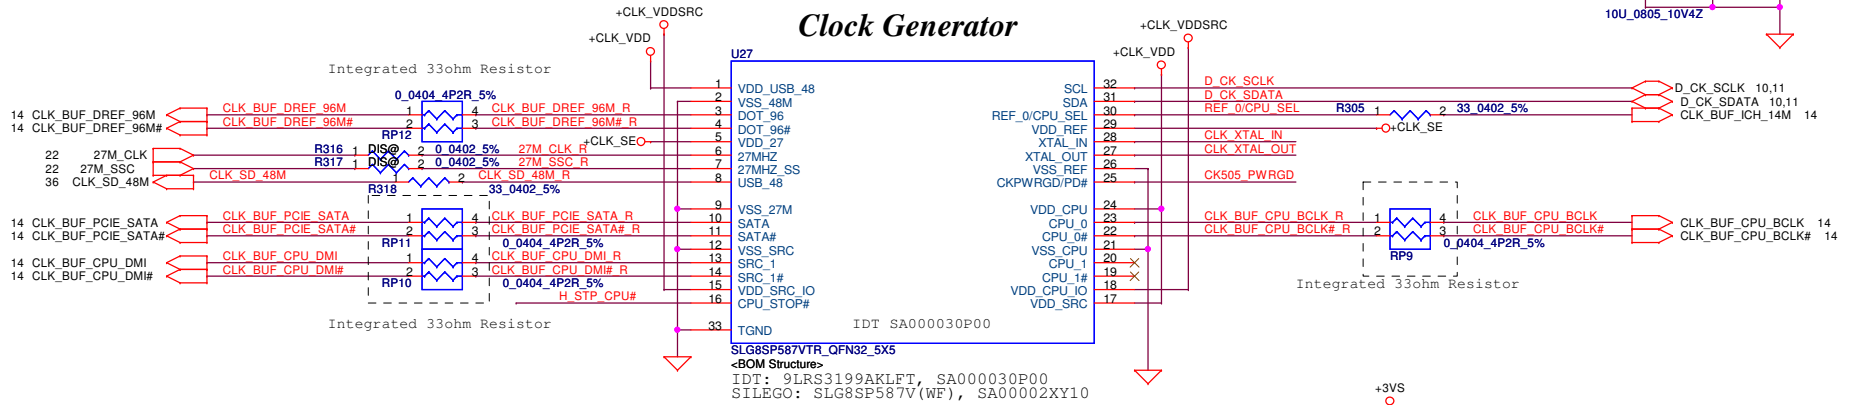 Clock Generator
+CLK_VDDSRC
+CLK_VDD
+CLK_VDDSRC
+CLK_VDD
10U_0805_10V4Z
U27
Integrated 33ohm Resistor
0_0404_4P2R_5%
14 CLK_BUF_DREF_96M CLK_BUF_DREF_96M 1 4 CLK_BUF_DREF_96M_R
14 CLK_BUF_DREF_96M# CLK_BUF_DREF_96M# 2 3 CLK_BUF_DREF_96M#_R
RP12
+CLK_SE
22 27M_CLK R316 1 DIS@ 2 0_0402_5% 27M_CLK_R
22 27M_SSC R317 1 DIS@ 2 0_0402_5% 27M_SSC_R
36 CLK_SD_48M CLK_SD_48M 1 2 CLK_SD_48M_R
R318 33_0402_5%
14 CLK_BUF_PCIE_SATA CLK_BUF_PCIE_SATA 1 4 CLK_BUF_PCIE_SATA_R
14 CLK_BUF_PCIE_SATA# CLK_BUF_PCIE_SATA# 2 3 CLK_BUF_PCIE_SATA#_R
RP11 0_0404_4P2R_5%
14 CLK_BUF_CPU_DMI CLK_BUF_CPU_DMI 1 4 CLK_BUF_CPU_DMI_R
14 CLK_BUF_CPU_DMI# CLK_BUF_CPU_DMI# 2 3 CLK_BUF_CPU_DMI#_R
RP10 0_0404_4P2R_5%
H_STP_CPU#
Integrated 33ohm Resistor
1 VDD_USB_48
2 VSS_48M
3 DOT_96
4 DOT_96#
5 VDD_27
6 27MHZ
7 27MHZ_SS
8 USB_48
9 VSS_27M
10 SATA
11 SATA#
12 VSS_SRC
13 SRC_1
14 SRC_1#
15 VDD_SRC_IO
16 CPU_STOP#
33 TGND
SCL 32
SDA 31
REF_0/CPU_SEL 30
VDD_REF 29
XTAL_IN 28
XTAL_OUT 27
VSS_REF 26
CKPWRGD/PD# 25
VDD_CPU 24
CPU_0 23
CPU_0# 22
VSS_CPU 21
CPU_1 20
CPU_1# 19
VDD_CPU_IO 18
VDD_SRC 17
IDT SA000030P00
SLG8SP587VTR_QFN32_5X5
<BOM Structure>
IDT: 9LRS3199AKLFT, SA000030P00
SILEGO: SLG8SP587V(WF), SA00002XY10
D_CK_SCLK D_CK_SCLK 10,11
D_CK_SDATA D_CK_SDATA 10,11
REF_0/CPU_SEL R305 1 2 33_0402_5% CLK_BUF_ICH_14M 14
+CLK_SE
CLK_XTAL_IN
CLK_XTAL_OUT
CK505_PWRGD
CLK_BUF_CPU_BCLK_R 1 4 CLK_BUF_CPU_BCLK CLK_BUF_CPU_BCLK 14
CLK_BUF_CPU_BCLK#_R 2 3 CLK_BUF_CPU_BCLK# CLK_BUF_CPU_BCLK# 14
0_0404_4P2R_5%
RP9
Integrated 33ohm Resistor
+3VS